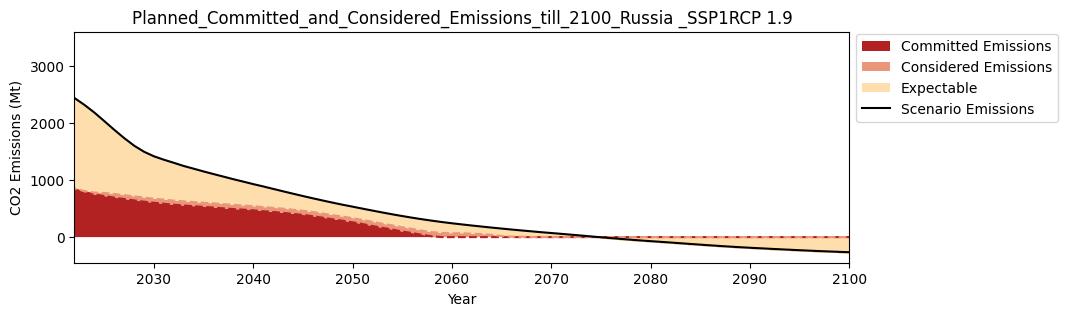 Planned_Committed_and_Considered_Emissions_till_2100_Russia _SSP1RCP 1.9
Committed Emissions
Considered Emissions
Expectable
Scenario Emissions
CO2 Emissions (Mt)
3000
2000
1000
0
2030 2040 2050 2060 2070 2080 2090 2100
Year